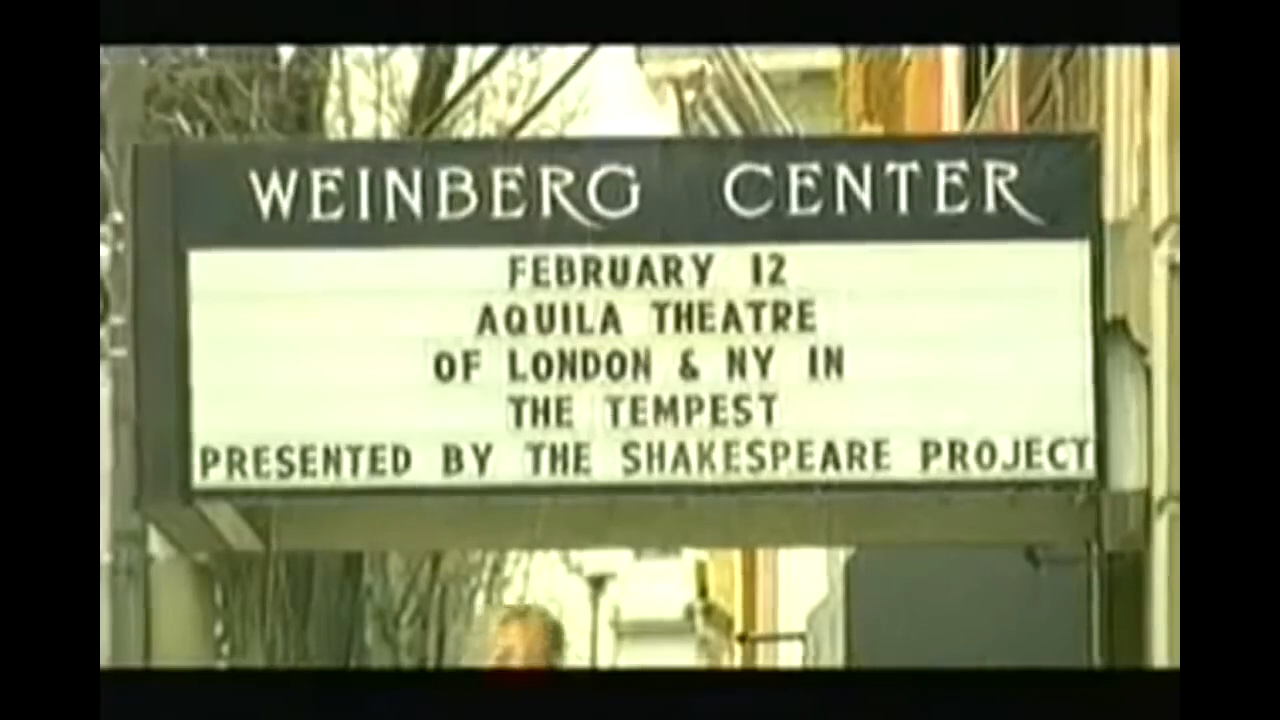 WEINBERG CENTER
FEBRUARY 12
AQUILA THEATRE
OF LONDON & NY IN
THE TEMPEST
PRESENTED BY THE SHAKESPEARE PROJECT